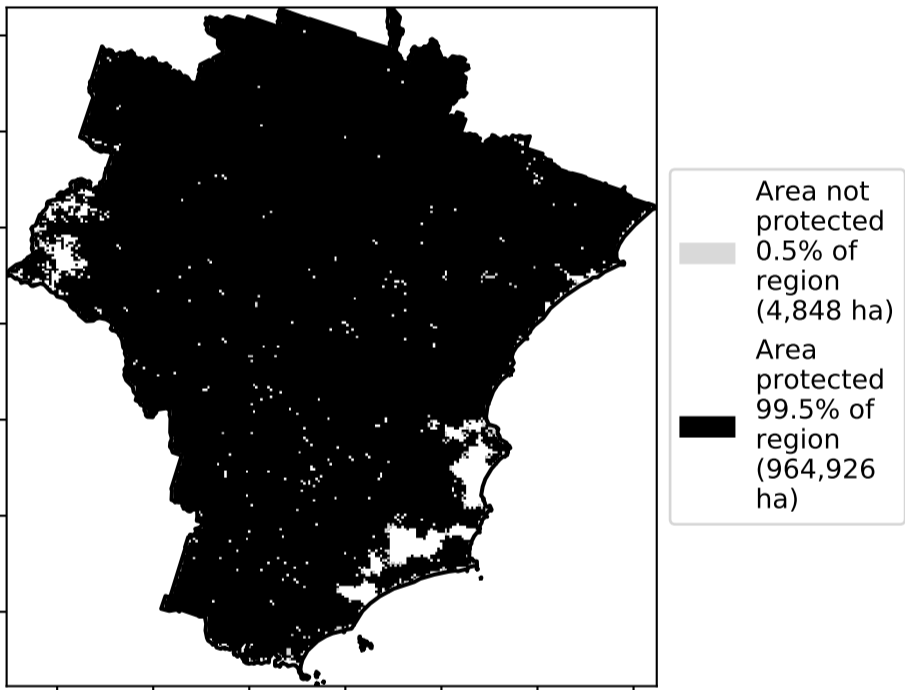 Area not
protected
0.5% of
region
(4,848 ha)
Area
protected
99.5% of
region
(964,926
ha)